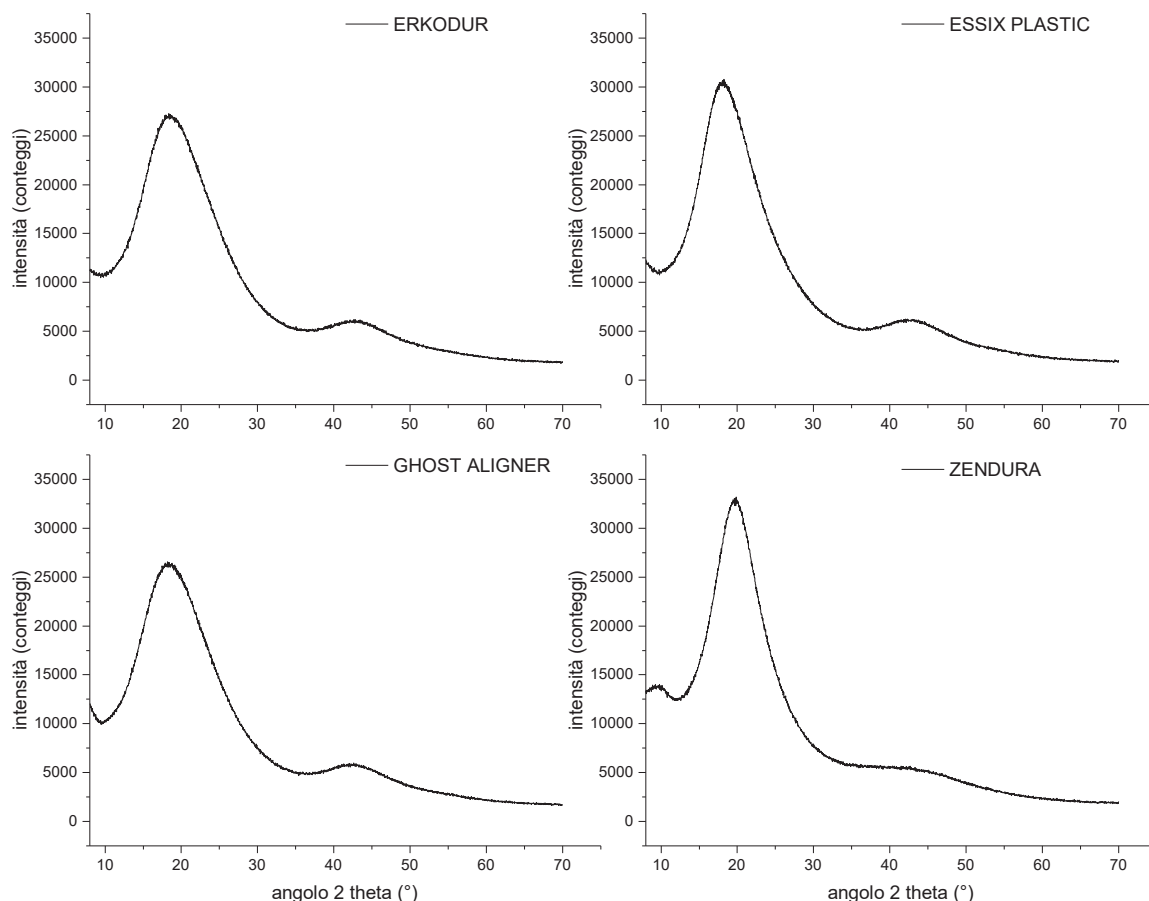 ERKODUR
35000
30000
25000
20000
15000
10000
5000
0
intensità (conteggi)
10 20 30 40 50 60 70
ESSIX PLASTIC
35000
30000
25000
20000
15000
10000
5000
0
intensità (conteggi)
10 20 30 40 50 60 70
GHOST ALIGNER
35000
30000
25000
20000
15000
10000
5000
0
intensità (conteggi)
10 20 30 40 50 60 70
angolo 2 theta (°)
ZENDURA
35000
30000
25000
20000
15000
10000
5000
0
intensità (conteggi)
10 20 30 40 50 60 70
angolo 2 theta (°)